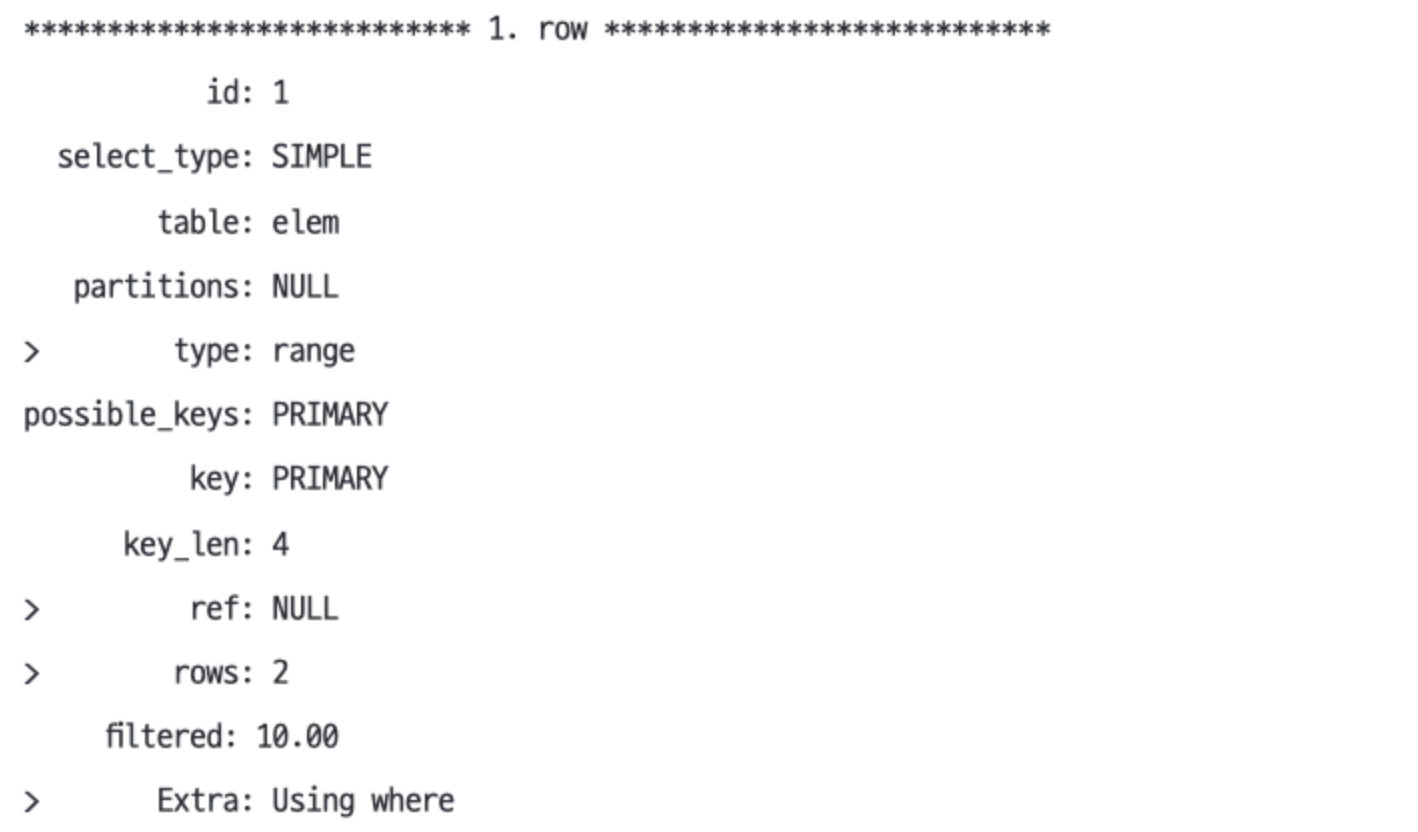 *************************** 1. row ***************************
id: 1
select_type: SIMPLE
table: elem
partitions: NULL
> type: range
possible_keys: PRIMARY
key: PRIMARY
key_len: 4
> ref: NULL
> rows: 2
filtered: 10.00
> Extra: Using where